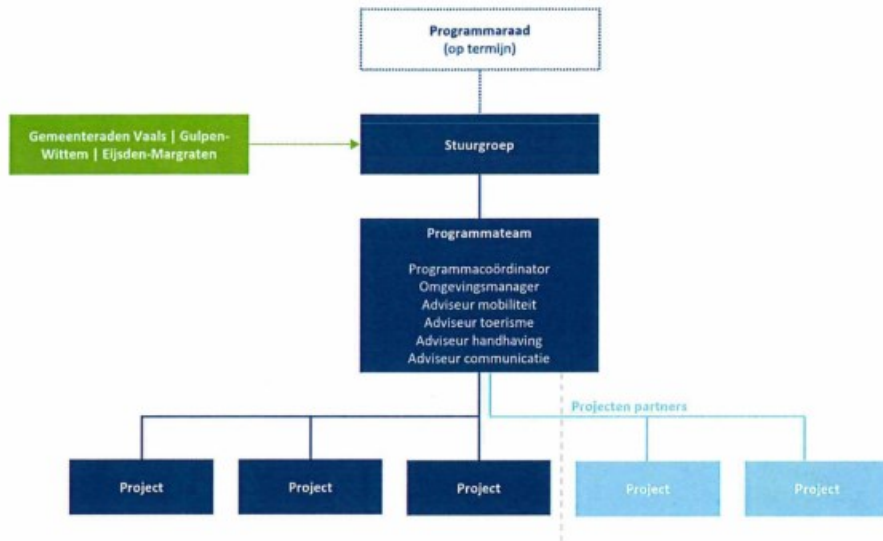 Programmaraad
(op termijn)
Gemeenteraden Vaals | Gulpen-
Wittem | Eijsden-Margraten
Stuurgroep
Programmateam
Programmacoördinator
Omgevingsmanager
Adviseur mobiliteit
Adviseur toerisme
Adviseur handhaving
Adviseur communicatie
Projecten partners
Project
Project
Project
Project
Project